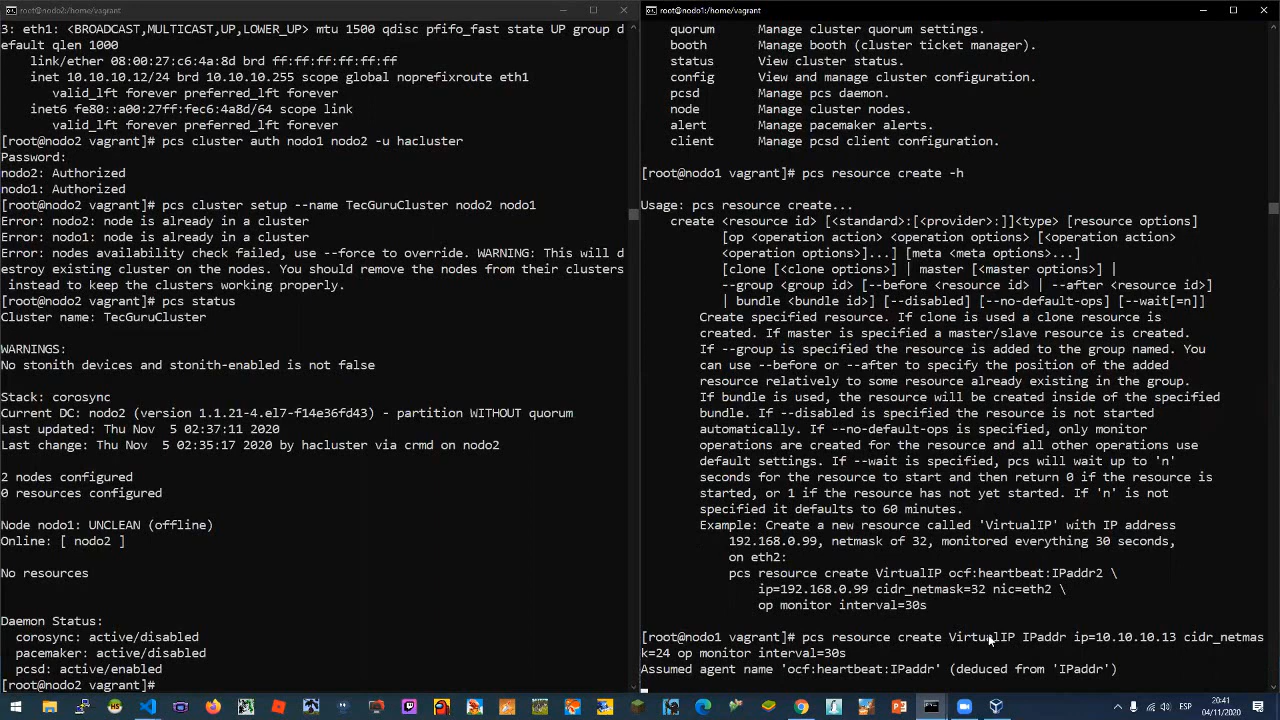 root@nodo2:/home/vagrant
3: eth1: <BROADCAST,MULTICAST,UP,LOWER_UP> mtu 1500 qdisc pfifo_fast state UP group d
efault qlen 1000
    link/ether 08:00:27:c6:4a:8d brd ff:ff:ff:ff:ff:ff
    inet 10.10.10.12/24 brd 10.10.10.255 scope global noprefixroute eth1
       valid_lft forever preferred_lft forever
    inet6 fe80::a00:27ff:fec6:4a8d/64 scope link
       valid_lft forever preferred_lft forever
[root@nodo2 vagrant]# pcs cluster auth nodo1 nodo2 -u hacluster
Password:
nodo2: Authorized
nodo1: Authorized
[root@nodo2 vagrant]# pcs cluster setup --name TecGuruCluster nodo2 nodo1
Error: nodo2: node is already in a cluster
Error: nodo1: node is already in a cluster
Error: nodes availability check failed, use --force to override. WARNING: This will d
estroy existing cluster on the nodes. You should remove the nodes from their clusters
 instead to keep the clusters working properly.
[root@nodo2 vagrant]# pcs status
Cluster name: TecGuruCluster
WARNINGS:
No stonith devices and stonith-enabled is not false
Stack: corosync
Current DC: nodo2 (version 1.1.21-4.el7-f14e36fd43) - partition WITHOUT quorum
Last updated: Thu Nov  5 02:37:11 2020
Last change: Thu Nov  5 02:35:17 2020 by hacluster via crmd on nodo2
2 nodes configured
0 resources configured
Node nodo1: UNCLEAN (offline)
Online: [ nodo2 ]
No resources
Daemon Status:
  corosync: active/disabled
  pacemaker: active/disabled
  pcsd: active/enabled
[root@nodo2 vagrant]#
root@nodo1:/home/vagrant
    quorum      Manage cluster quorum settings.
    booth       Manage booth (cluster ticket manager).
    status      View cluster status.
    config      View and manage cluster configuration.
    pcsd        Manage pcs daemon.
    node        Manage cluster nodes.
    alert       Manage pacemaker alerts.
    client      Manage pcsd client configuration.
[root@nodo1 vagrant]# pcs resource create -h
Usage: pcs resource create...
    create <resource id> [<standard>:[<provider>:]]<type> [resource options]
           [op <operation action> <operation options> [<operation action>
           <operation options>]...] [meta <meta options>...]
           [clone [<clone options>] | master [<master options>] |
           --group <group id> [--before <resource id> | --after <resource id>]
           | bundle <bundle id>] [--disabled] [--no-default-ops] [--wait[=n]]
        Create specified resource. If clone is used a clone resource is
        created. If master is specified a master/slave resource is created.
        If --group is specified the resource is added to the group named. You
        can use --before or --after to specify the position of the added
        resource relatively to some resource already existing in the group.
        If bundle is used, the resource will be created inside of the specified
        bundle. If --disabled is specified the resource is not started
        automatically. If --no-default-ops is specified, only monitor
        operations are created for the resource and all other operations use
        default settings. If --wait is specified, pcs will wait up to 'n'
        seconds for the resource to start and then return 0 if the resource is
        started, or 1 if the resource has not yet started. If 'n' is not
        specified it defaults to 60 minutes.
        Example: Create a new resource called 'VirtualIP' with IP address
            192.168.0.99, netmask of 32, monitored everything 30 seconds,
            on eth2:
            pcs resource create VirtualIP ocf:heartbeat:IPaddr2 \
                ip=192.168.0.99 cidr_netmask=32 nic=eth2 \
                op monitor interval=30s
[root@nodo1 vagrant]# pcs resource create VirtualIP IPaddr ip=10.10.10.13 cidr_netmas
k=24 op monitor interval=30s
Assumed agent name 'ocf:heartbeat:IPaddr' (deduced from 'IPaddr')
ESP
20:41
04/11/2020